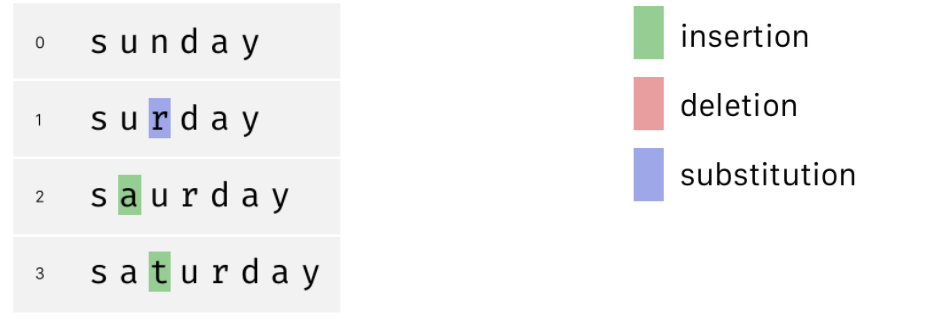 0 sunday
1 surday
2 saurday
3 saturday
insertion
deletion
substitution